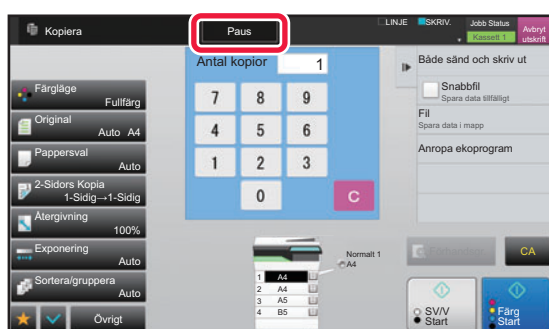 Kopiera
Paus
LINJE
SKRIV.
Jobb Status
Kassett 1
Avbryt
utskrift
Färgläge
Fullfärg
Original
Auto A4
Pappersval
Auto
2-Sidors Kopia
1-Sidig→1-Sidig
Återgivning
100%
Exponering
Auto
Sortera/gruppera
Auto
Övrigt
Antal kopior
1
7 8 9
4 5 6
1 2 3
0 C
Normalt 1
A4
1 A4
2 A4
3 A5
4 B5
Både sänd och skriv ut
Snabbfil
Spara data tillfälligt
Fil
Spara data i mapp
Anropa ekoprogram
CA
SV/V
Start
Färg
Start